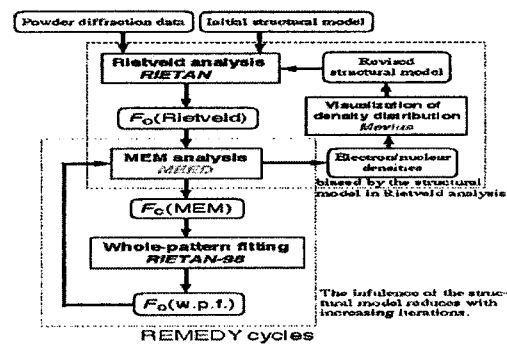 Powder diffraction data
Initial structural model
Rietveld analysis
RIETAN
Revised
structural model
Fo(Rietveld)
Visualization of
density distribution
MEM analysis
MEED
Electron/nuclear
densities
biased by the structural
model in Rietveld analysis
Fc(MEM)
Whole-pattern fitting
RIETAN-98
Fo(w.p.f.)
The infulence of the struc-
tural model reduces with
increasing iterations.
REMEDY cycles